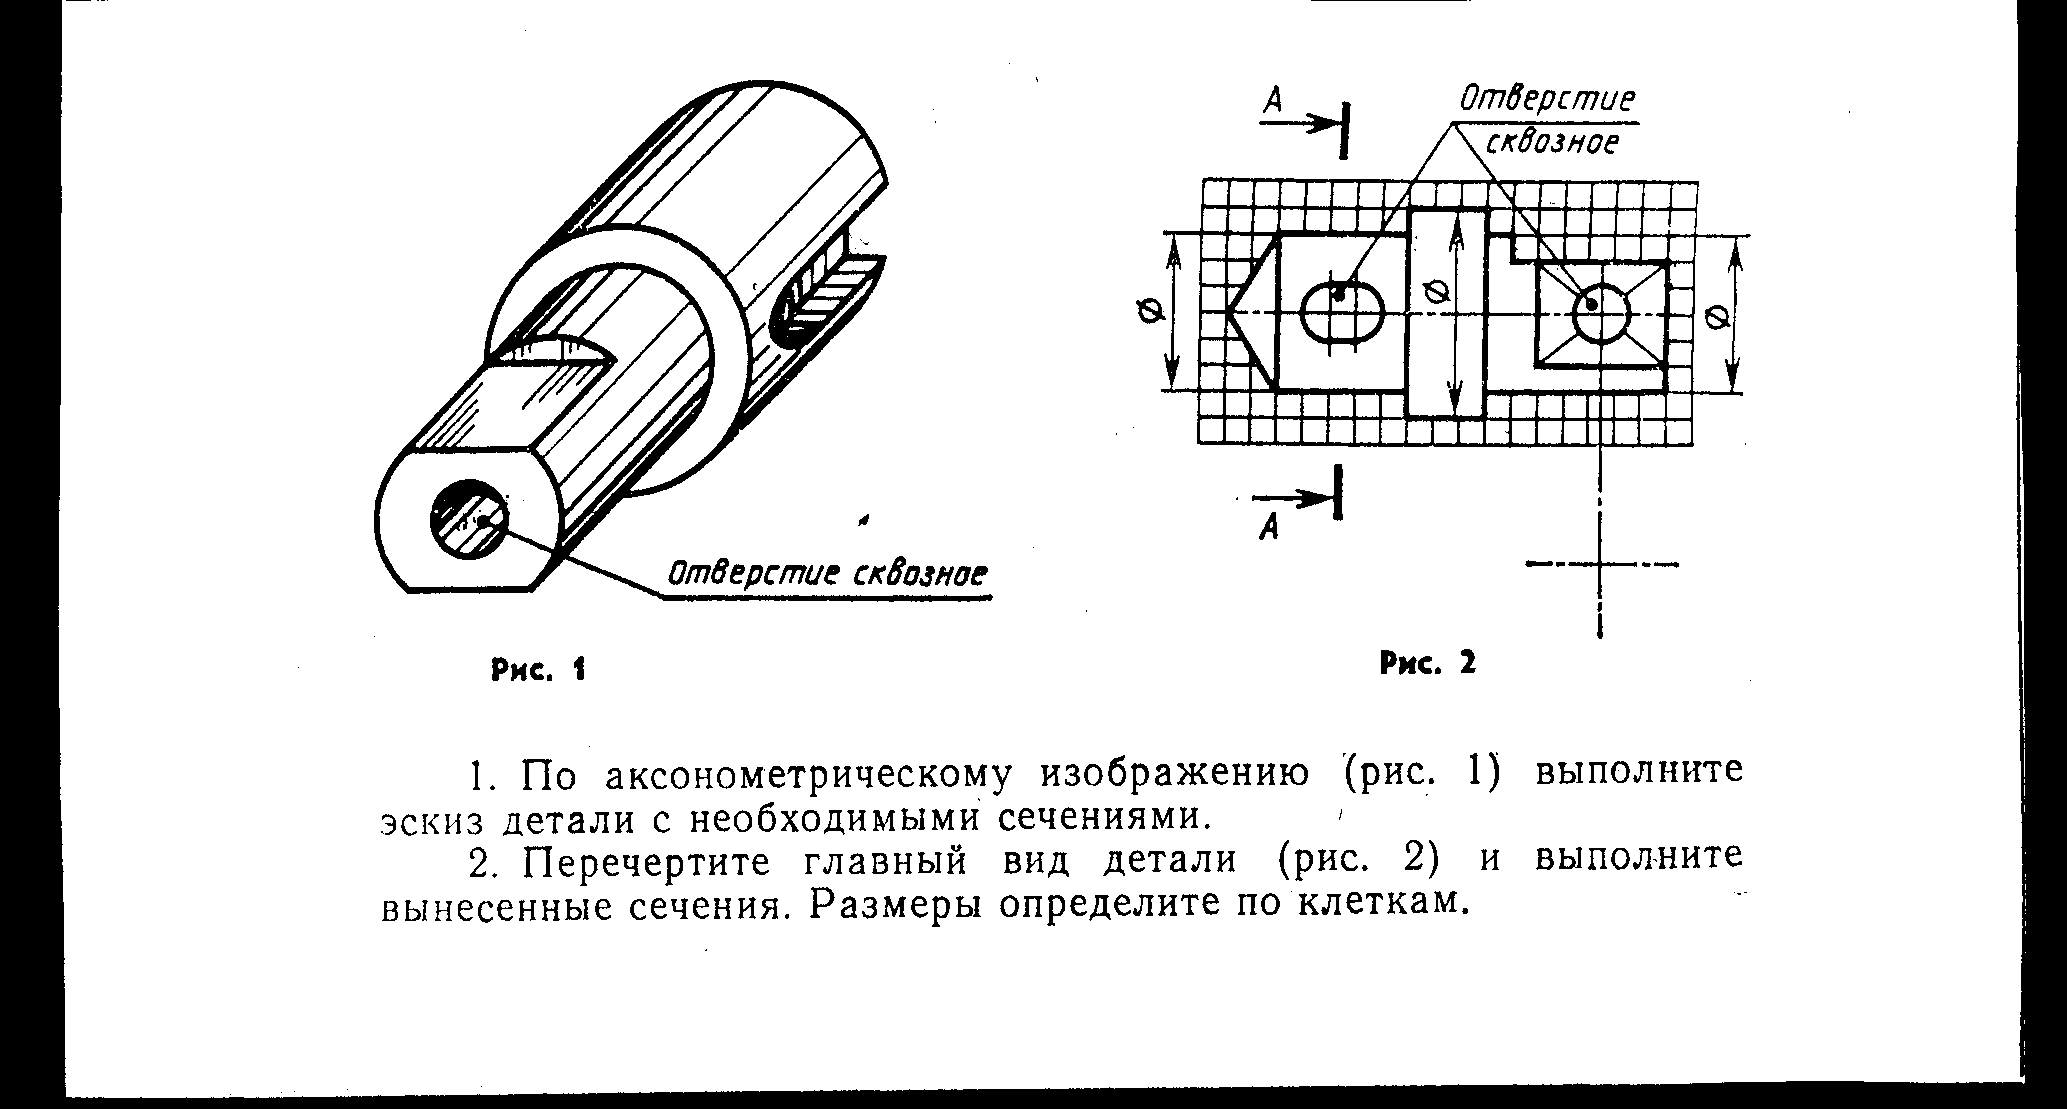 А
Отверстие
сквозное
Ø
Ø
Ø
А
Отверстие сквозное
Рис. 1
Рис. 2
1. По аксонометрическому изображению (рис. 1) выполните
эскиз детали с необходимыми сечениями.
2. Перечертите главный вид детали (рис. 2) и выполните
вынесенные сечения. Размеры определите по клеткам.